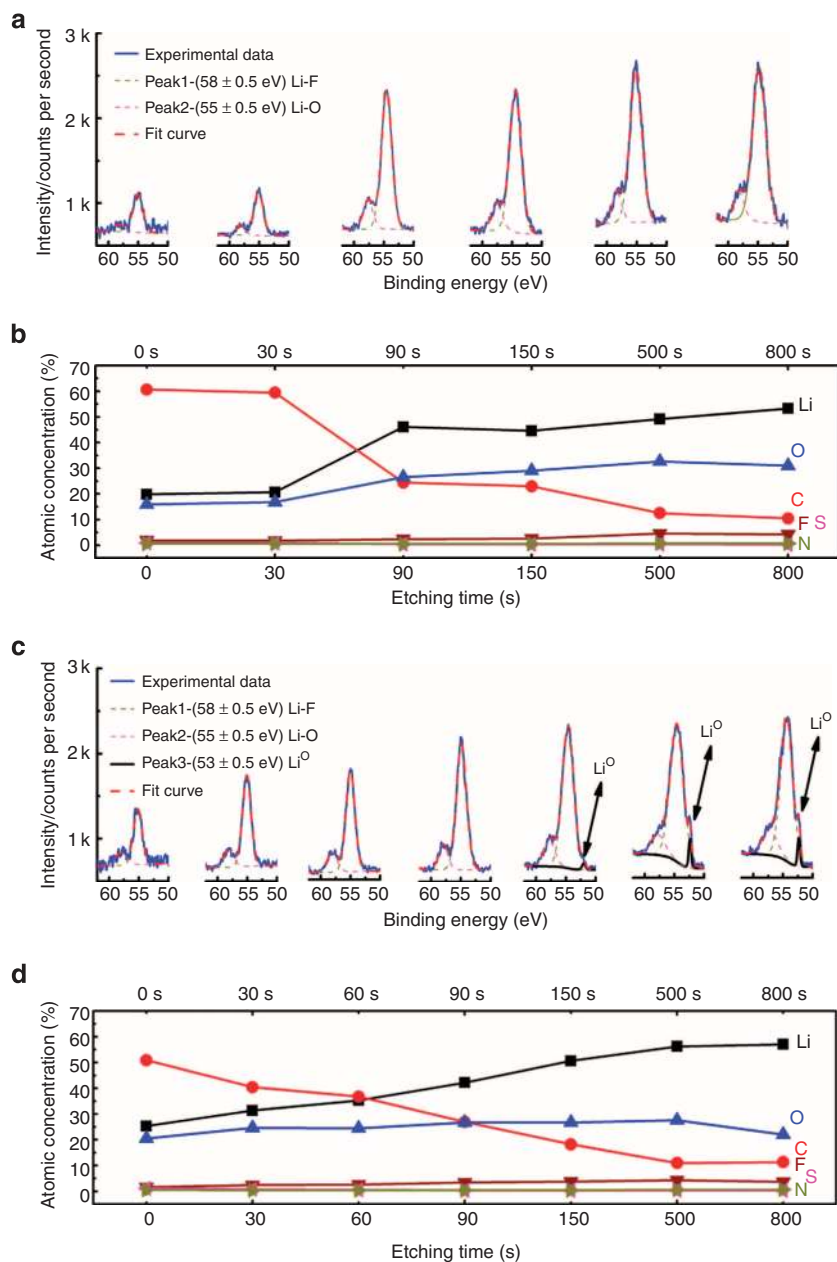 a
3 k
2 k
1 k
Intensity/counts per second
Experimental data
Peak1-(58 ± 0.5 eV) Li-F
Peak2-(55 ± 0.5 eV) Li-O
Fit curve
60 55 50 60 55 50 60 55 50 60 55 50 60 55 50 60 55 50
Binding energy (eV)
b
0 s 30 s 90 s 150 s 500 s 800 s
70
60
50
40
30
20
10
0
Atomic concentration (%)
Li
O
C
F S
N
0 30 90 150 500 800
Etching time (s)
c
3 k
2 k
1 k
Intensity/counts per second
Experimental data
Peak1-(58 ± 0.5 eV) Li-F
Peak2-(55 ± 0.5 eV) Li-O
Peak3-(53 ± 0.5 eV) Li^O
Fit curve
Li^O Li^O Li^O
60 55 50 60 55 50 60 55 50 60 55 50 60 55 50 60 55 50 60 55 50
Binding energy (eV)
d
0 s 30 s 60 s 90 s 150 s 500 s 800 s
70
60
50
40
30
20
10
0
Atomic concentration (%)
Li
O
C
F
S
N
0 30 60 90 150 500 800
Etching time (s)